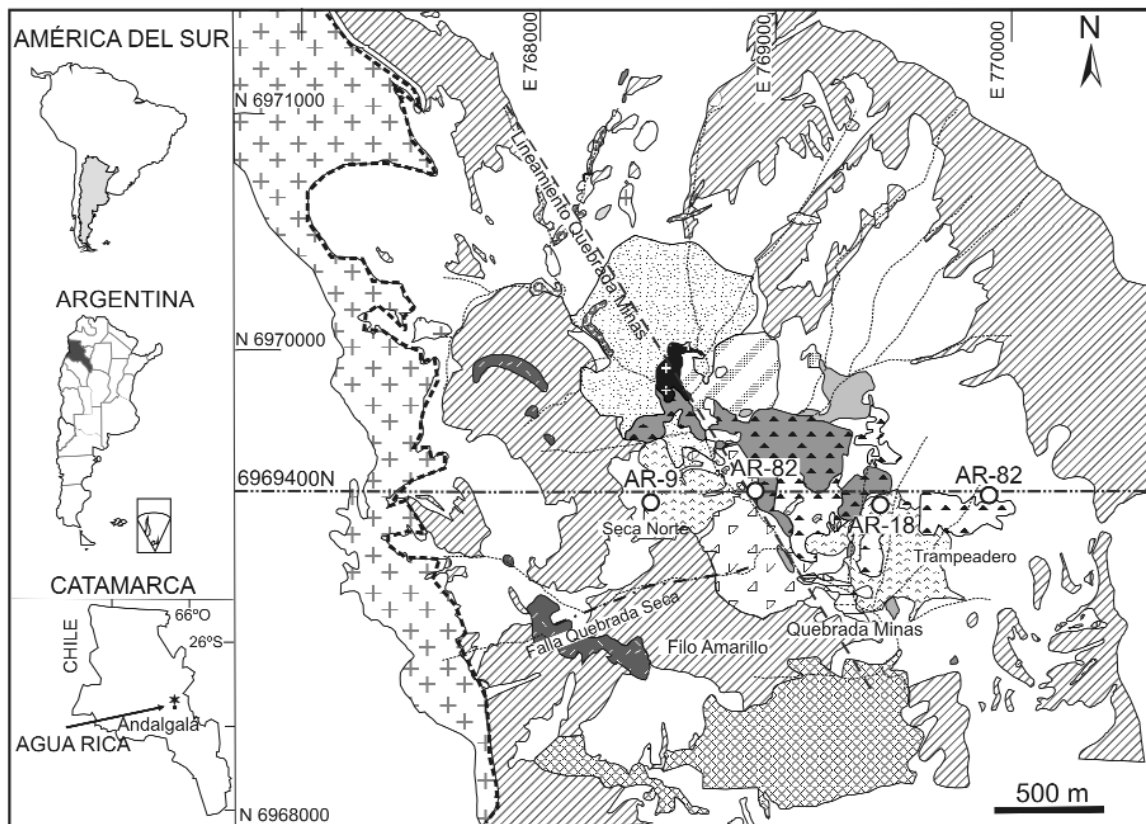 AMÉRICA DEL SUR
ARGENTINA
CATAMARCA
66ºO
26ºS
CHILE
Andalgalá
AGUA RICA
E 768000
E 769000
E 770000
N
N 6971000
Lineamiento Quebrada Minas
N 6970000
6969400N
AR-9
AR-82
AR-82
AR-18
Seca Norte
Trampeadero
Falla Quebrada Seca
Quebrada Minas
Filo Amarillo
N 6968000
500 m